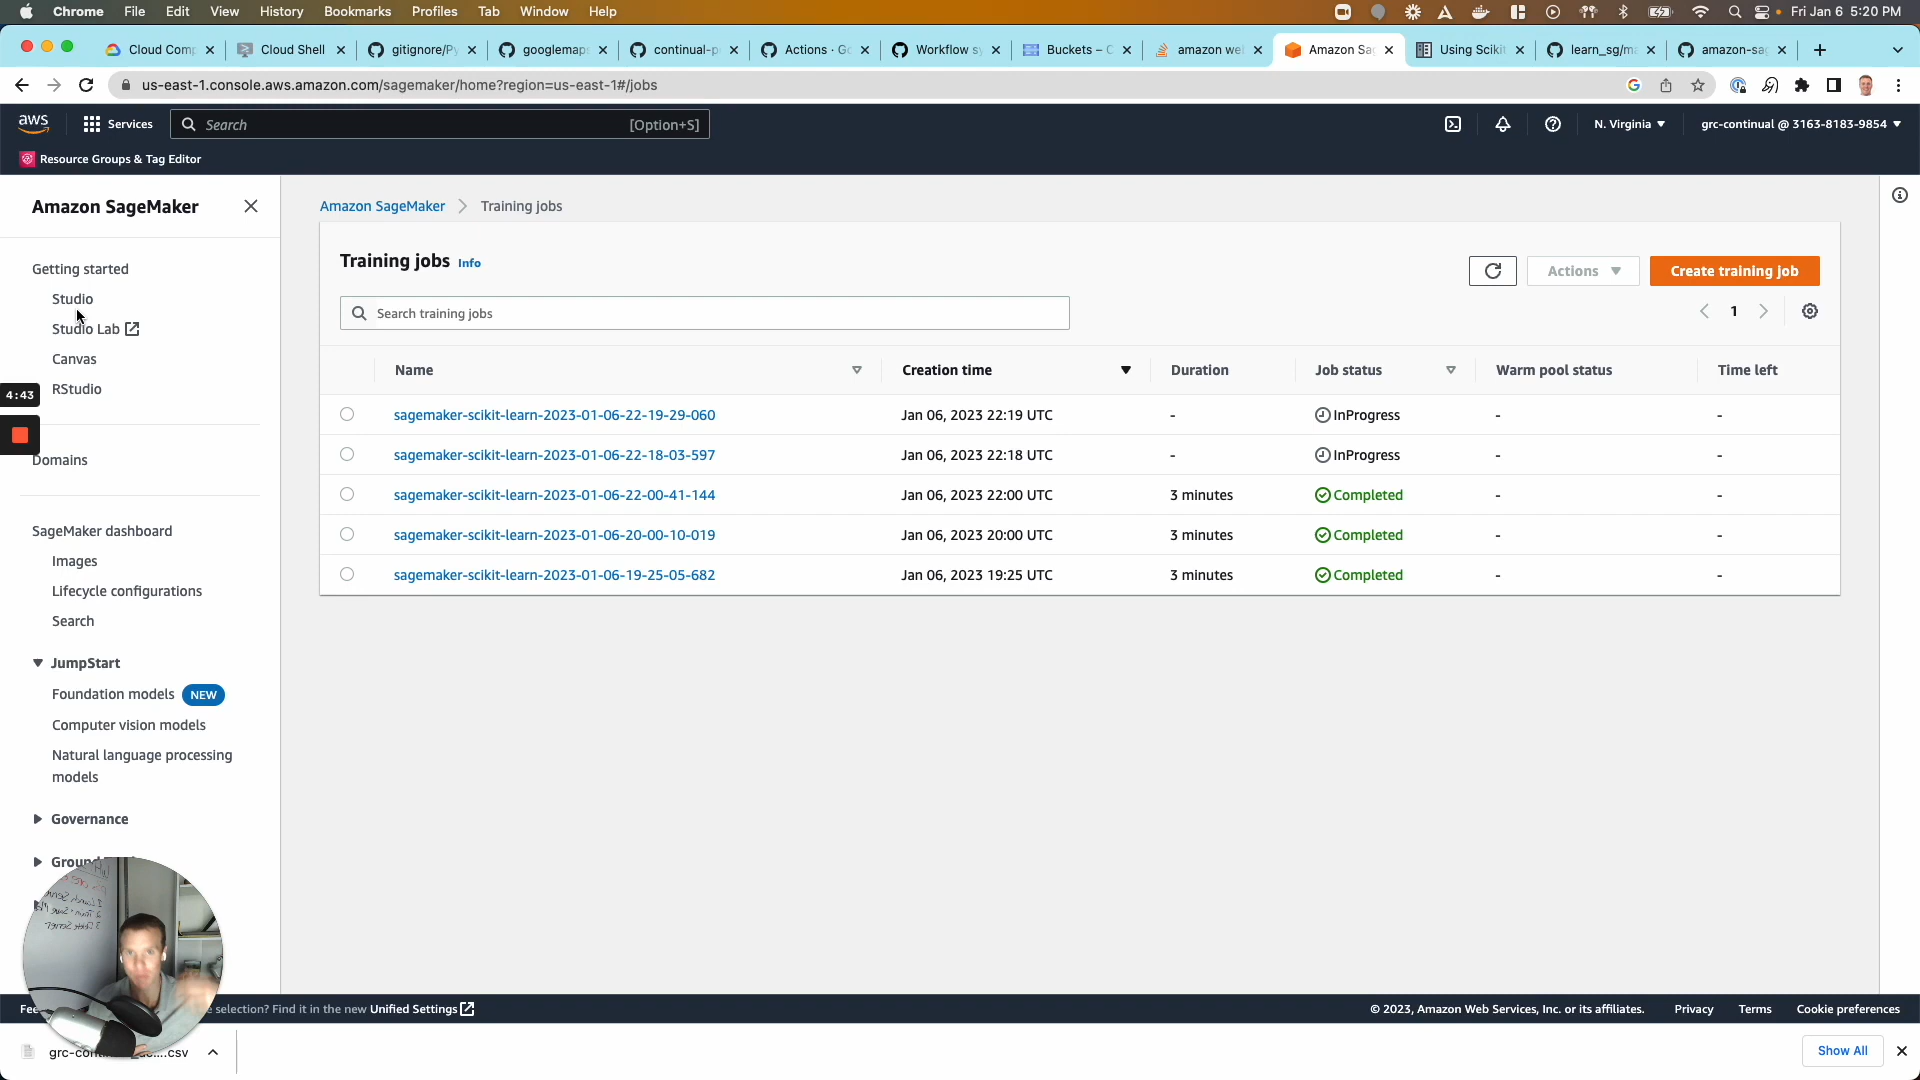 Chrome File Edit View History Bookmarks Profiles Tab Window Help Fri Jan 6 5:20 PM
Cloud Comp Cloud Shell gitignore/Py googlemaps continual-p Actions · Go Workflow sy Buckets – C amazon we Amazon Sa Using Scikit learn_sg/m amazon-sa
us-east-1.console.aws.amazon.com/sagemaker/home?region=us-east-1#/jobs
aws Services Search [Option+S] N. Virginia grc-continual @ 3163-8183-9854
Resource Groups & Tag Editor
Amazon SageMaker
Getting started
Studio
Studio Lab
Canvas
RStudio
4:43
Domains
SageMaker dashboard
Images
Lifecycle configurations
Search
JumpStart
Foundation models NEW
Computer vision models
Natural language processing
models
Governance
Ground
Amazon SageMaker Training jobs
Training jobs Info
Actions Create training job
Search training jobs
1
Name Creation time Duration Job status Warm pool status Time left
sagemaker-scikit-learn-2023-01-06-22-19-29-060 Jan 06, 2023 22:19 UTC - InProgress - -
sagemaker-scikit-learn-2023-01-06-22-18-03-597 Jan 06, 2023 22:18 UTC - InProgress - -
sagemaker-scikit-learn-2023-01-06-22-00-41-144 Jan 06, 2023 22:00 UTC 3 minutes Completed - -
sagemaker-scikit-learn-2023-01-06-20-00-10-019 Jan 06, 2023 20:00 UTC 3 minutes Completed - -
sagemaker-scikit-learn-2023-01-06-19-25-05-682 Jan 06, 2023 19:25 UTC 3 minutes Completed - -
Fee e selection? Find it in the new Unified Settings © 2023, Amazon Web Services, Inc. or its affiliates. Privacy Terms Cookie preferences
grc-con ....csv Show All